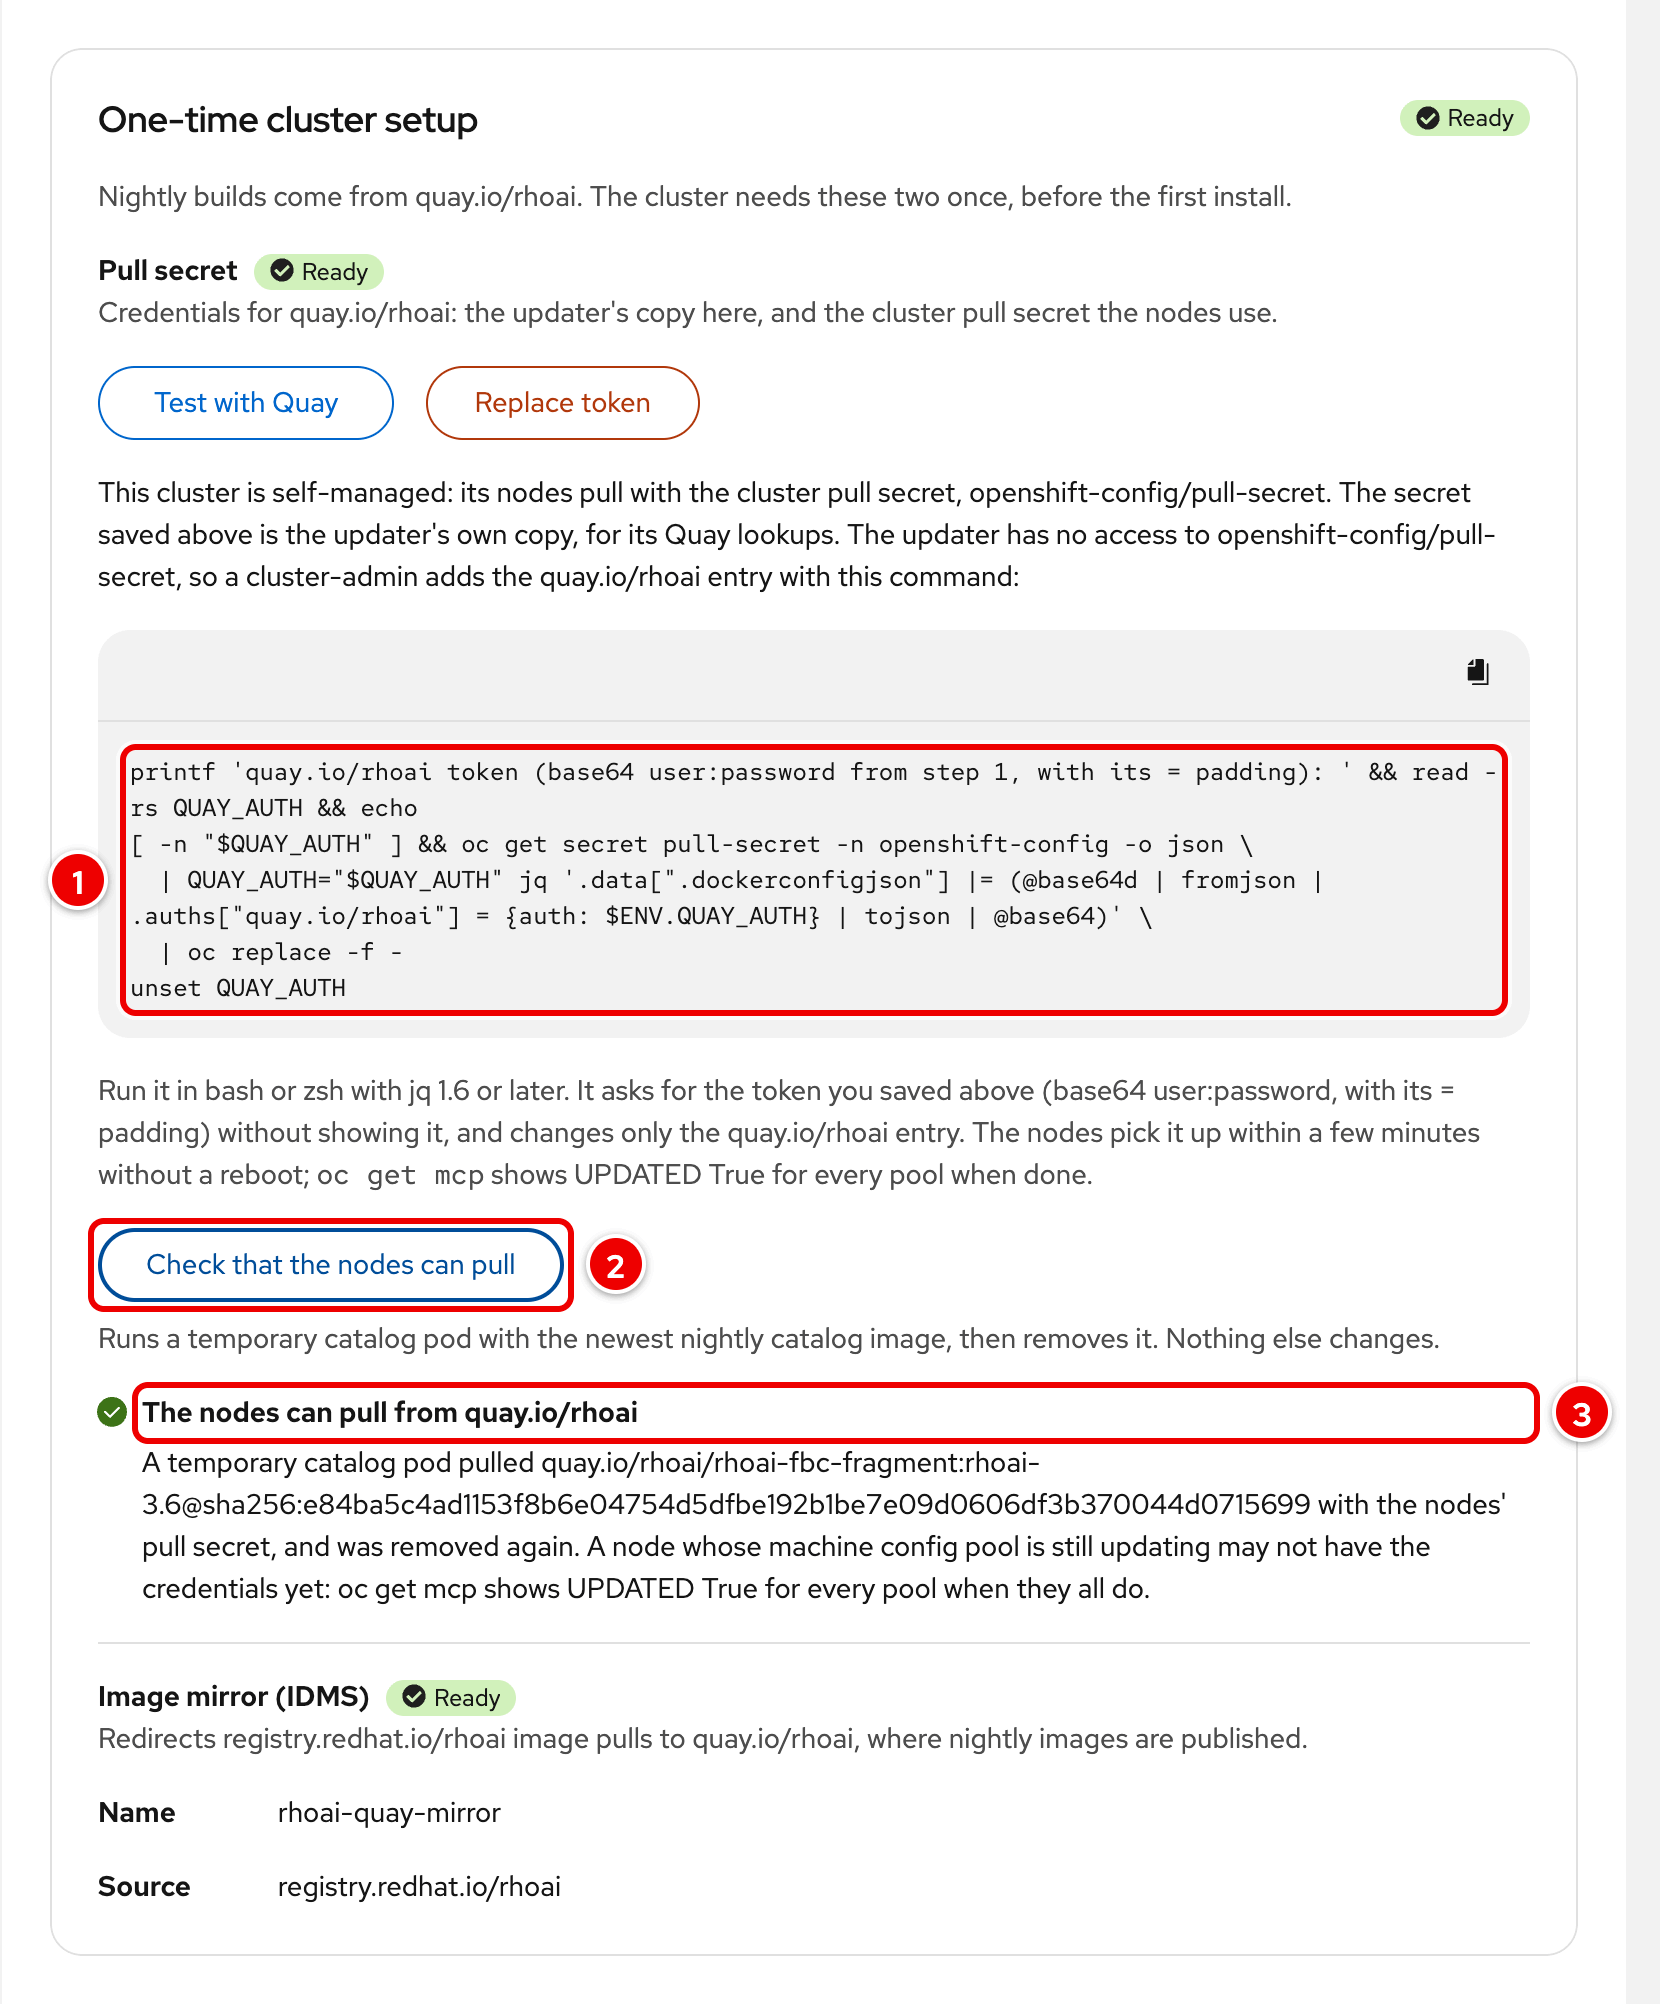 One-time cluster setup
Ready
Nightly builds come from quay.io/rhoai. The cluster needs these two once, before the first install.
Pull secret
Ready
Credentials for quay.io/rhoai: the updater's copy here, and the cluster pull secret the nodes use.
Test with Quay
Replace token
This cluster is self-managed: its nodes pull with the cluster pull secret, openshift-config/pull-secret. The secret
saved above is the updater's own copy, for its Quay lookups. The updater has no access to openshift-config/pull-
secret, so a cluster-admin adds the quay.io/rhoai entry with this command:
printf 'quay.io/rhoai token (base64 user:password from step 1, with its = padding): ' && read -
rs QUAY_AUTH && echo
[ -n "$QUAY_AUTH" ] && oc get secret pull-secret -n openshift-config -o json \
1
  | QUAY_AUTH="$QUAY_AUTH" jq '.data[".dockerconfigjson"] |= (@base64d | fromjson |
.auths["quay.io/rhoai"] = {auth: $ENV.QUAY_AUTH} | tojson | @base64)' \
  | oc replace -f -
unset QUAY_AUTH
Run it in bash or zsh with jq 1.6 or later. It asks for the token you saved above (base64 user:password, with its =
padding) without showing it, and changes only the quay.io/rhoai entry. The nodes pick it up within a few minutes
without a reboot; oc get mcp shows UPDATED True for every pool when done.
Check that the nodes can pull
2
Runs a temporary catalog pod with the newest nightly catalog image, then removes it. Nothing else changes.
The nodes can pull from quay.io/rhoai
3
A temporary catalog pod pulled quay.io/rhoai/rhoai-fbc-fragment:rhoai-
3.6@sha256:e84ba5c4ad1153f8b6e04754d5dfbe192b1be7e09d0606df3b370044d0715699 with the nodes'
pull secret, and was removed again. A node whose machine config pool is still updating may not have the
credentials yet: oc get mcp shows UPDATED True for every pool when they all do.
Image mirror (IDMS)
Ready
Redirects registry.redhat.io/rhoai image pulls to quay.io/rhoai, where nightly images are published.
Name
rhoai-quay-mirror
Source
registry.redhat.io/rhoai